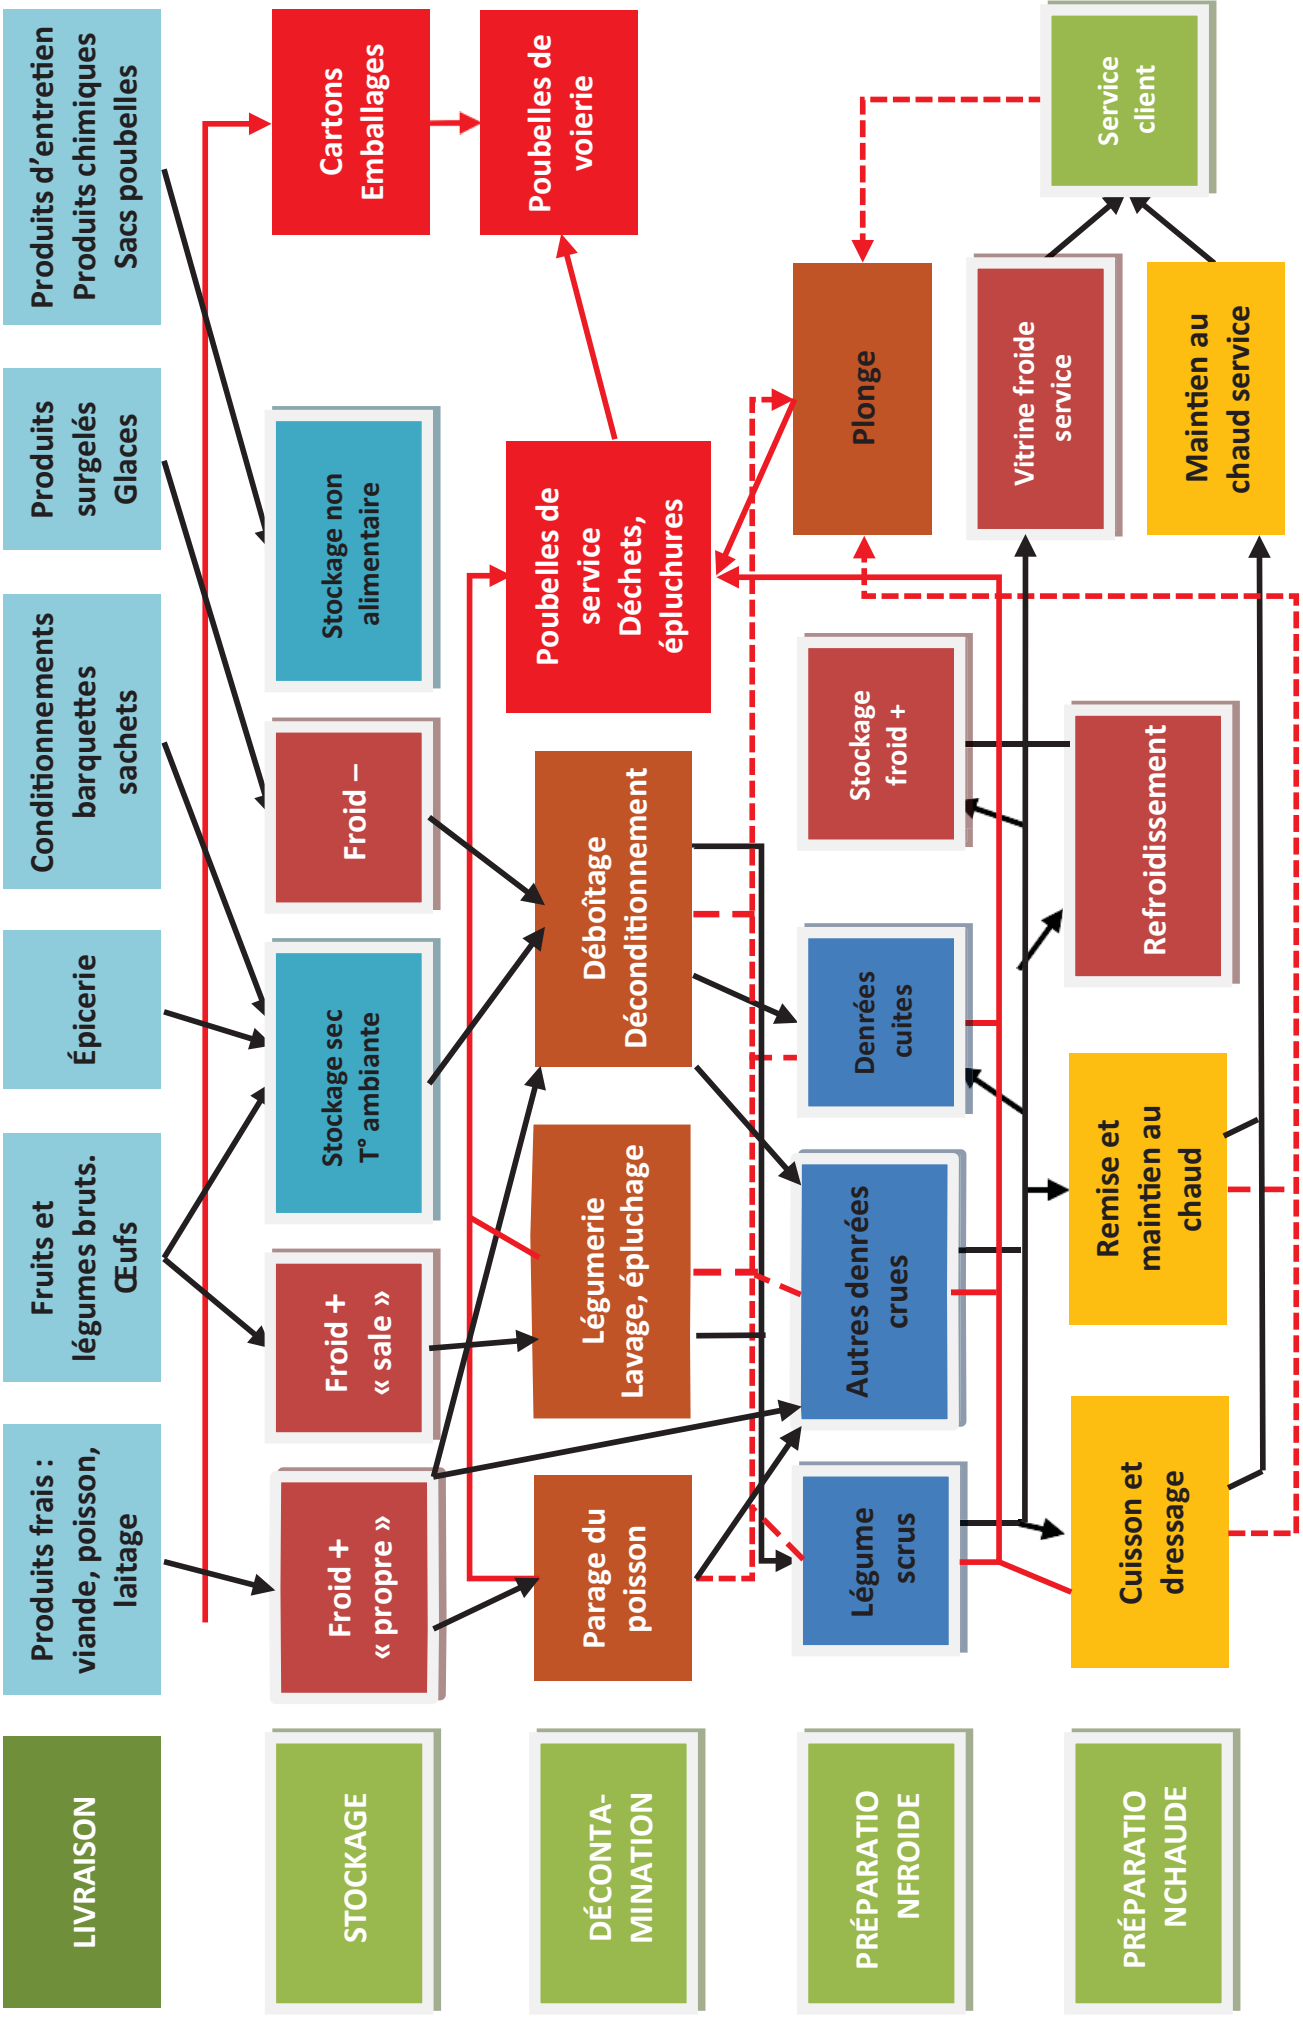 LIVRAISON
Produits frais :
viande, poisson,
laitage
Fruits et
légumes bruts.
Œufs
Épicerie
Conditionnements
barquettes
sachets
Produits
surgelés
Glaces
Produits d'entretien
Produits chimiques
Sacs poubelles
STOCKAGE
Froid +
« propre »
Froid +
« sale »
Stockage sec
T° ambiante
Froid –
Stockage non
alimentaire
Cartons
Emballages
DÉCONTA-
MINATION
Parage du
poisson
Légumerie
Lavage, épluchage
Déboîtage
Déconditionnement
Poubelles de
service
Déchets,
épluchures
Poubelles de
voierie
PRÉPARATIO
NFROIDE
Légume
scrus
Autres denrées
crues
Denrées
cuites
Stockage
froid +
Plonge
Vitrine froide
service
Service
client
PRÉPARATIO
NCHAUDE
Cuisson et
dressage
Remise et
maintien au
chaud
Refroidissement
Maintien au
chaud service